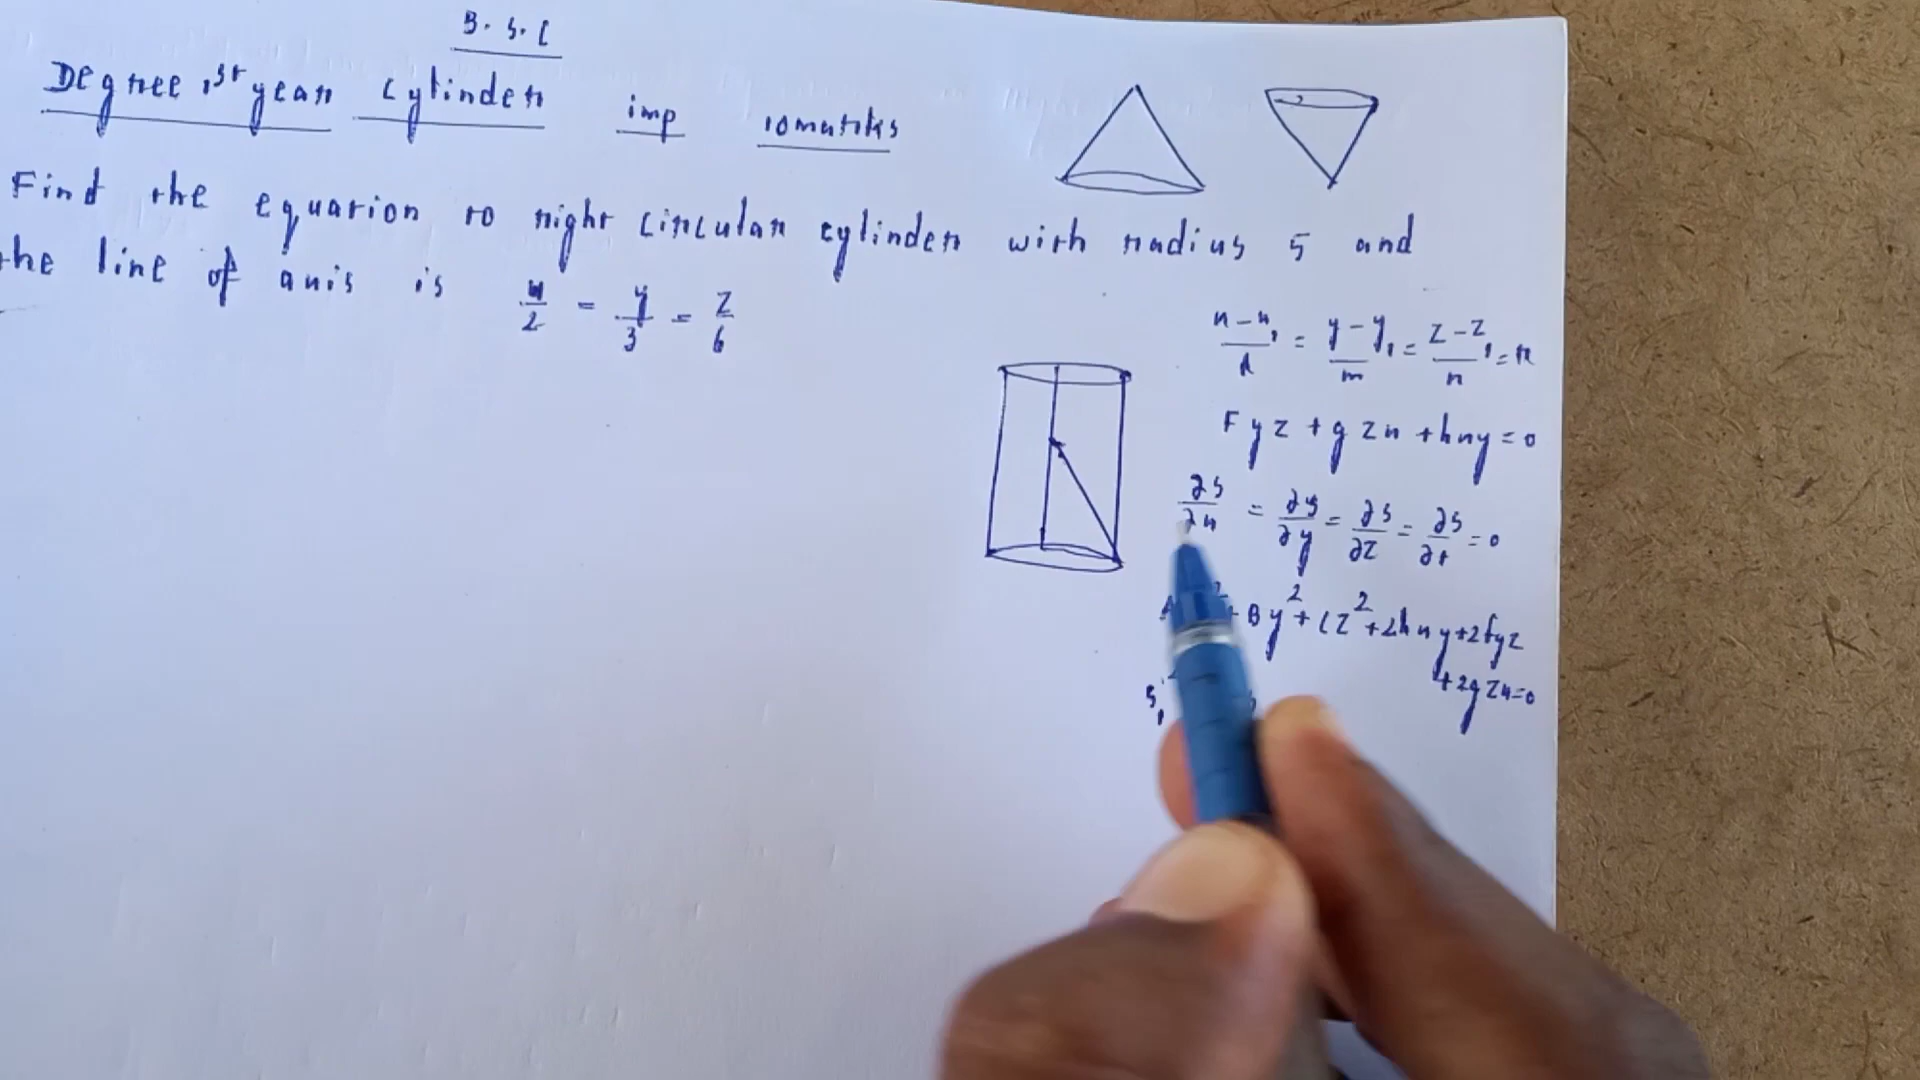 B.S.C
Degree 1st year Cylinder imp 10 marks
Find the equation to right circular cylinder with radius 5 and
the line of axis is x/2 = y/3 = z/6
x-x₁/l = y-y₁/m = z-z₁/n = r
Fyz + gzx + hxy = 0
∂s/∂x = ∂s/∂y = ∂s/∂z = ∂s/∂t = 0
By² + Cz² + 2hxy + 2fyz
+ 2gzx = 0